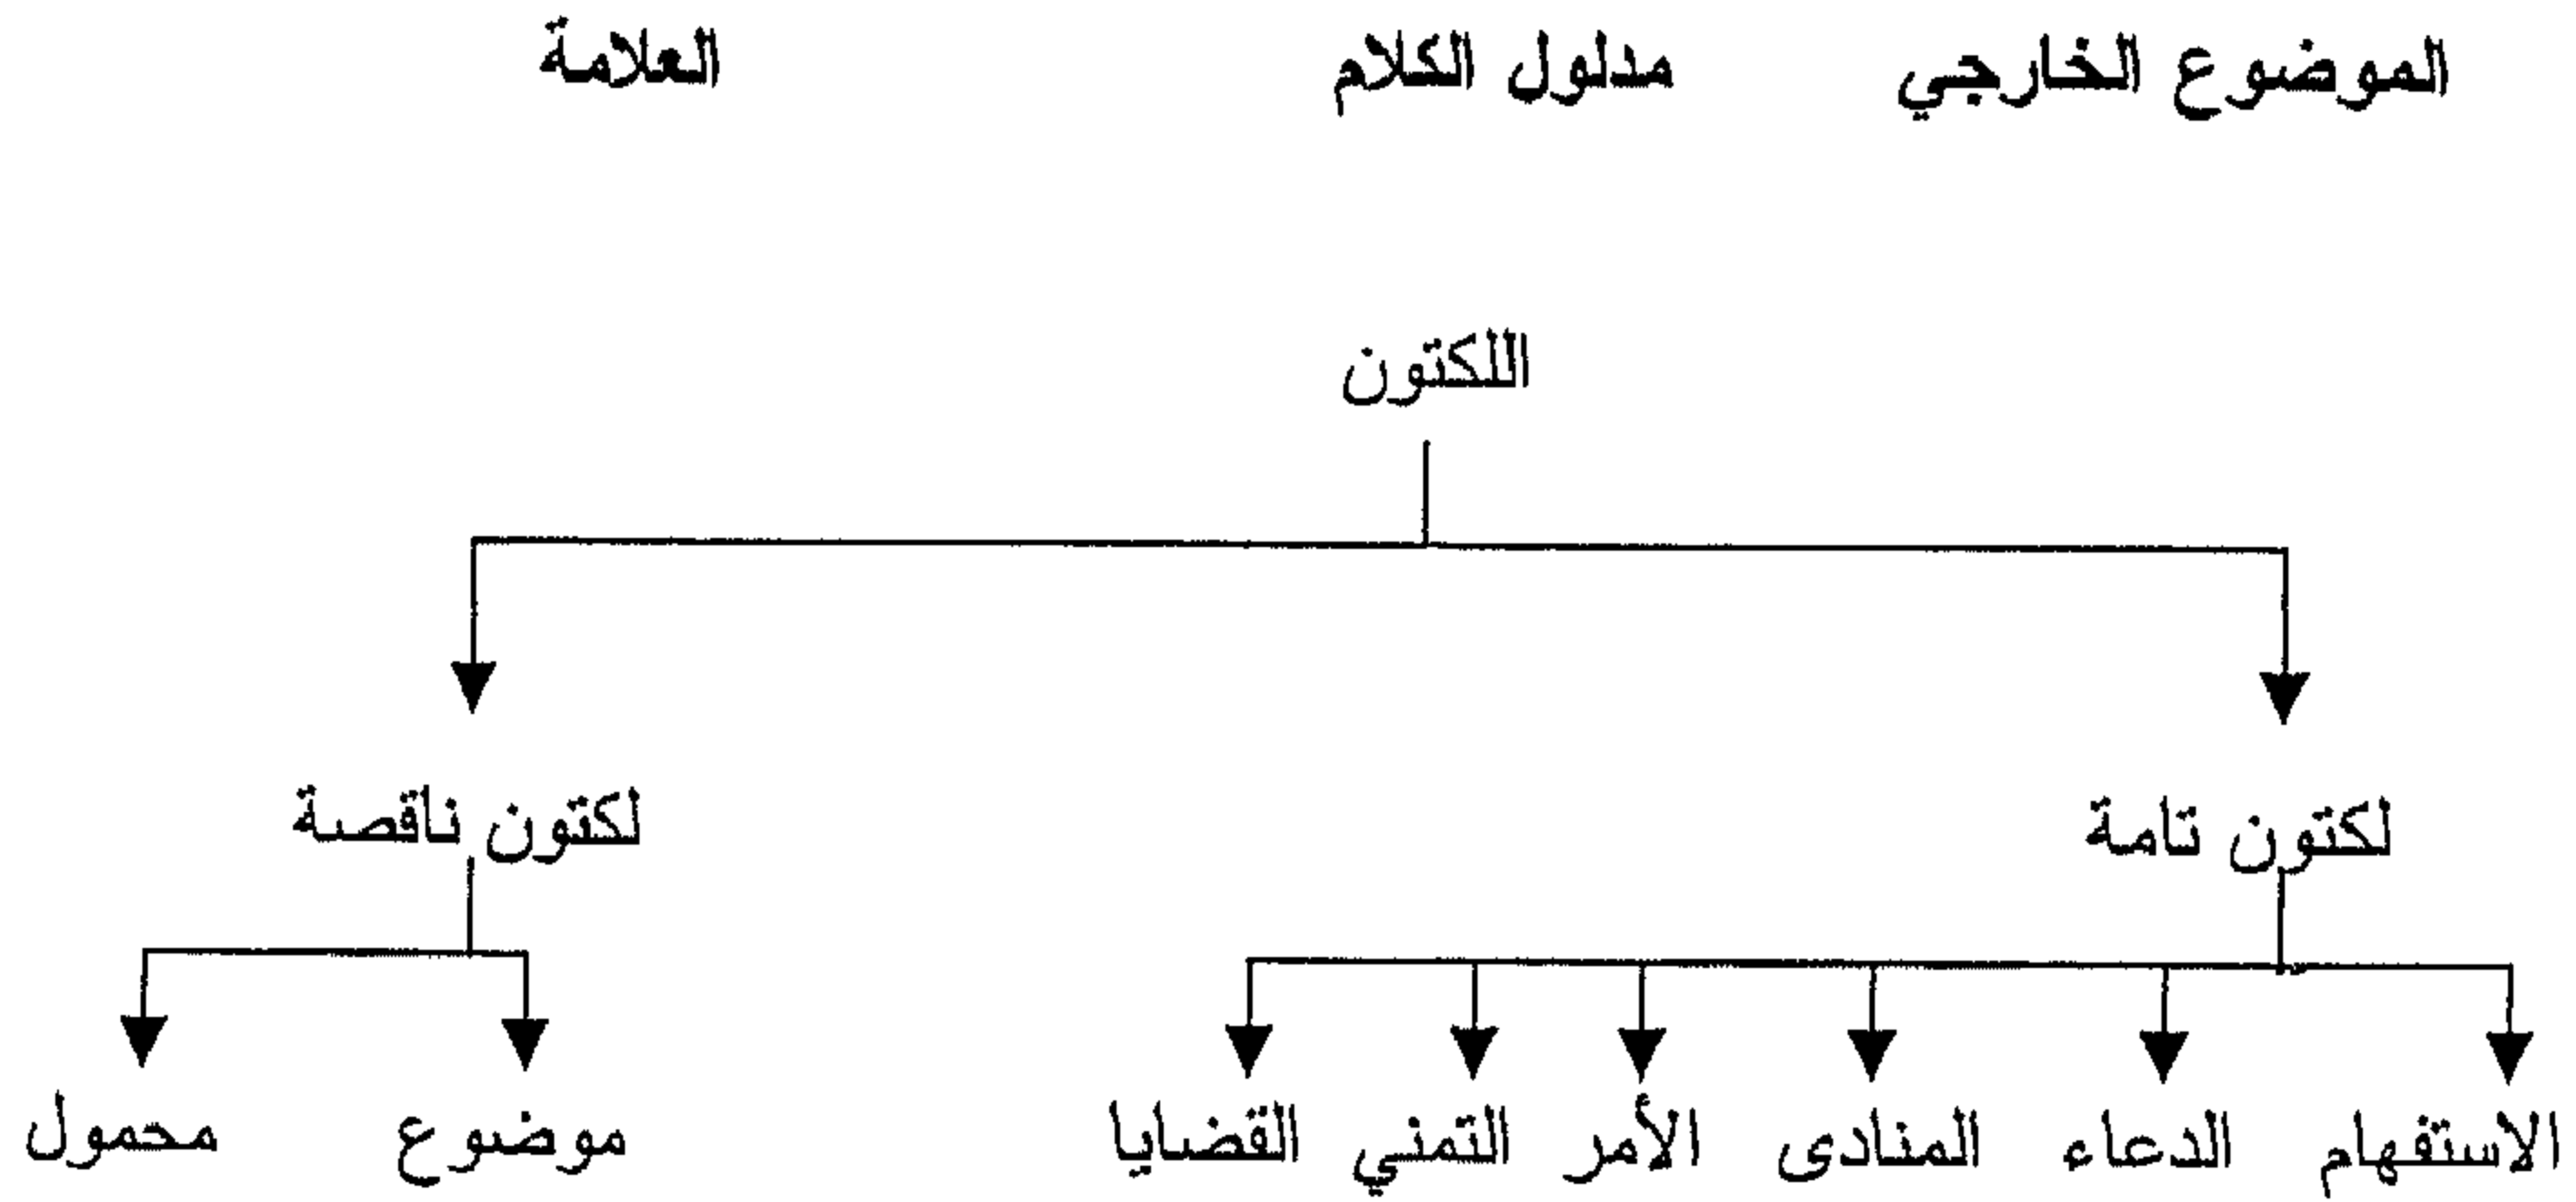 الموضوع الخارجي مدلول الكلام العلامة
اللكتون
لكتون تامة لكتون ناقصة
الاستفهام الدعاء المنادى الأمر التمني القضايا موضوع محمول